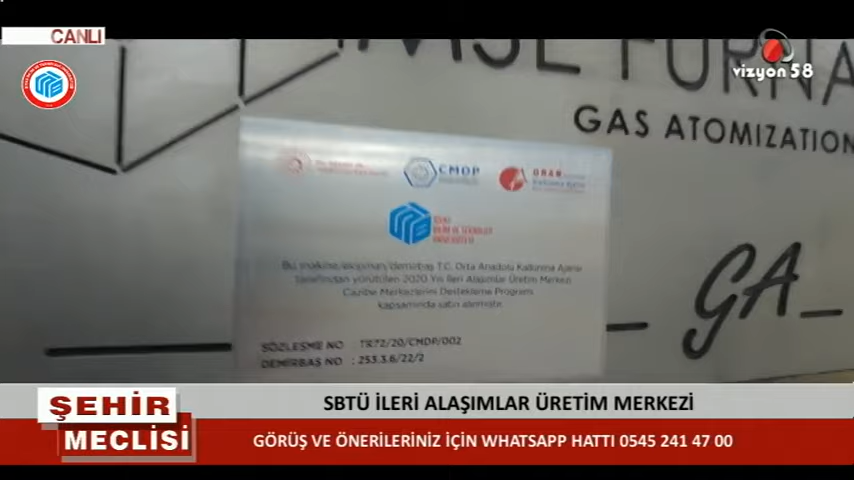 CANLI
vizyon 58
GAS ATOMIZATION
CMDP
ORAN
Bu makine/ekipman/demirbaş T.C. Orta Anadolu Kalkınma Ajansı
tarafından yürütülen 2020 Yılı İleri Alaşımlar Üretim Merkezi
Cazibe Merkezlerini Destekleme Programı
kapsamında satın alınmıştır.
SÖZLEŞME NO : TR72/20/CMDP/002
DEMİRBAŞ NO : 253.3.6/22/2
GA
ŞEHİR
MECLİSİ
SBTÜ İLERİ ALAŞIMLAR ÜRETİM MERKEZİ
GÖRÜŞ VE ÖNERİLERİNİZ İÇİN WHATSAPP HATTI 0545 241 47 00